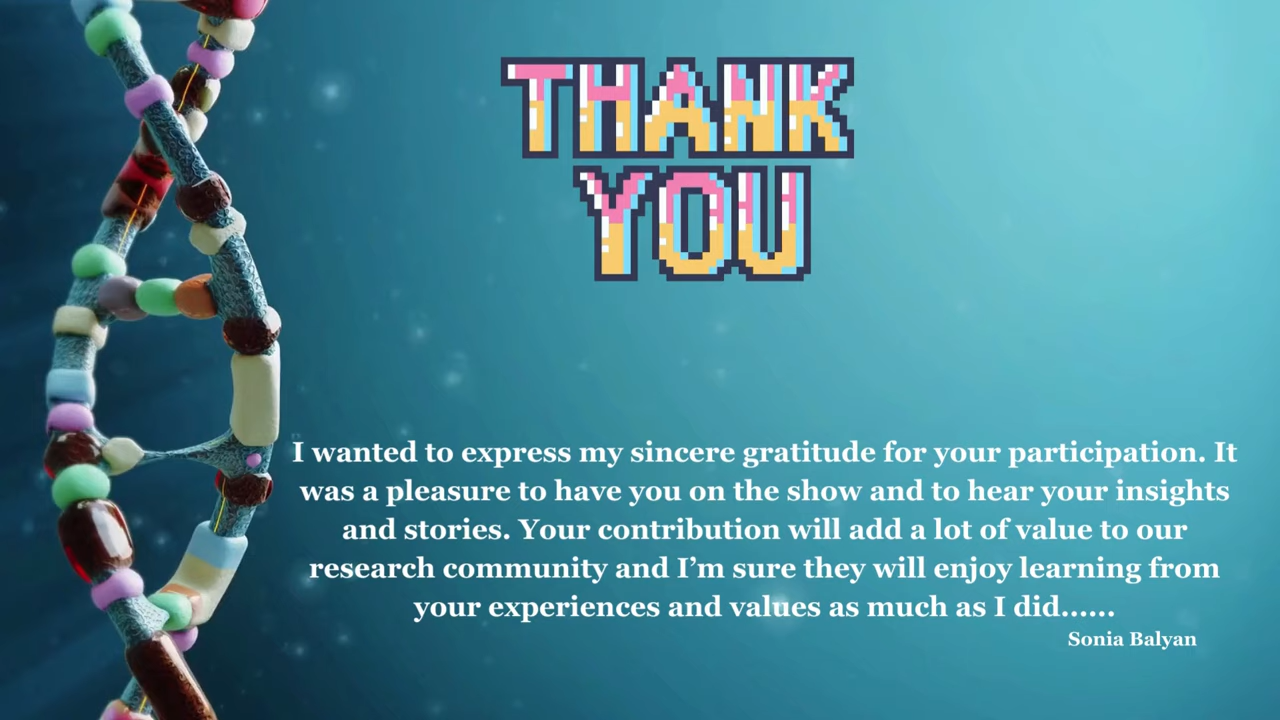 THANK
YOU
I wanted to express my sincere gratitude for your participation. It
was a pleasure to have you on the show and to hear your insights
and stories. Your contribution will add a lot of value to our
research community and I’m sure they will enjoy learning from
your experiences and values as much as I did......
Sonia Balyan